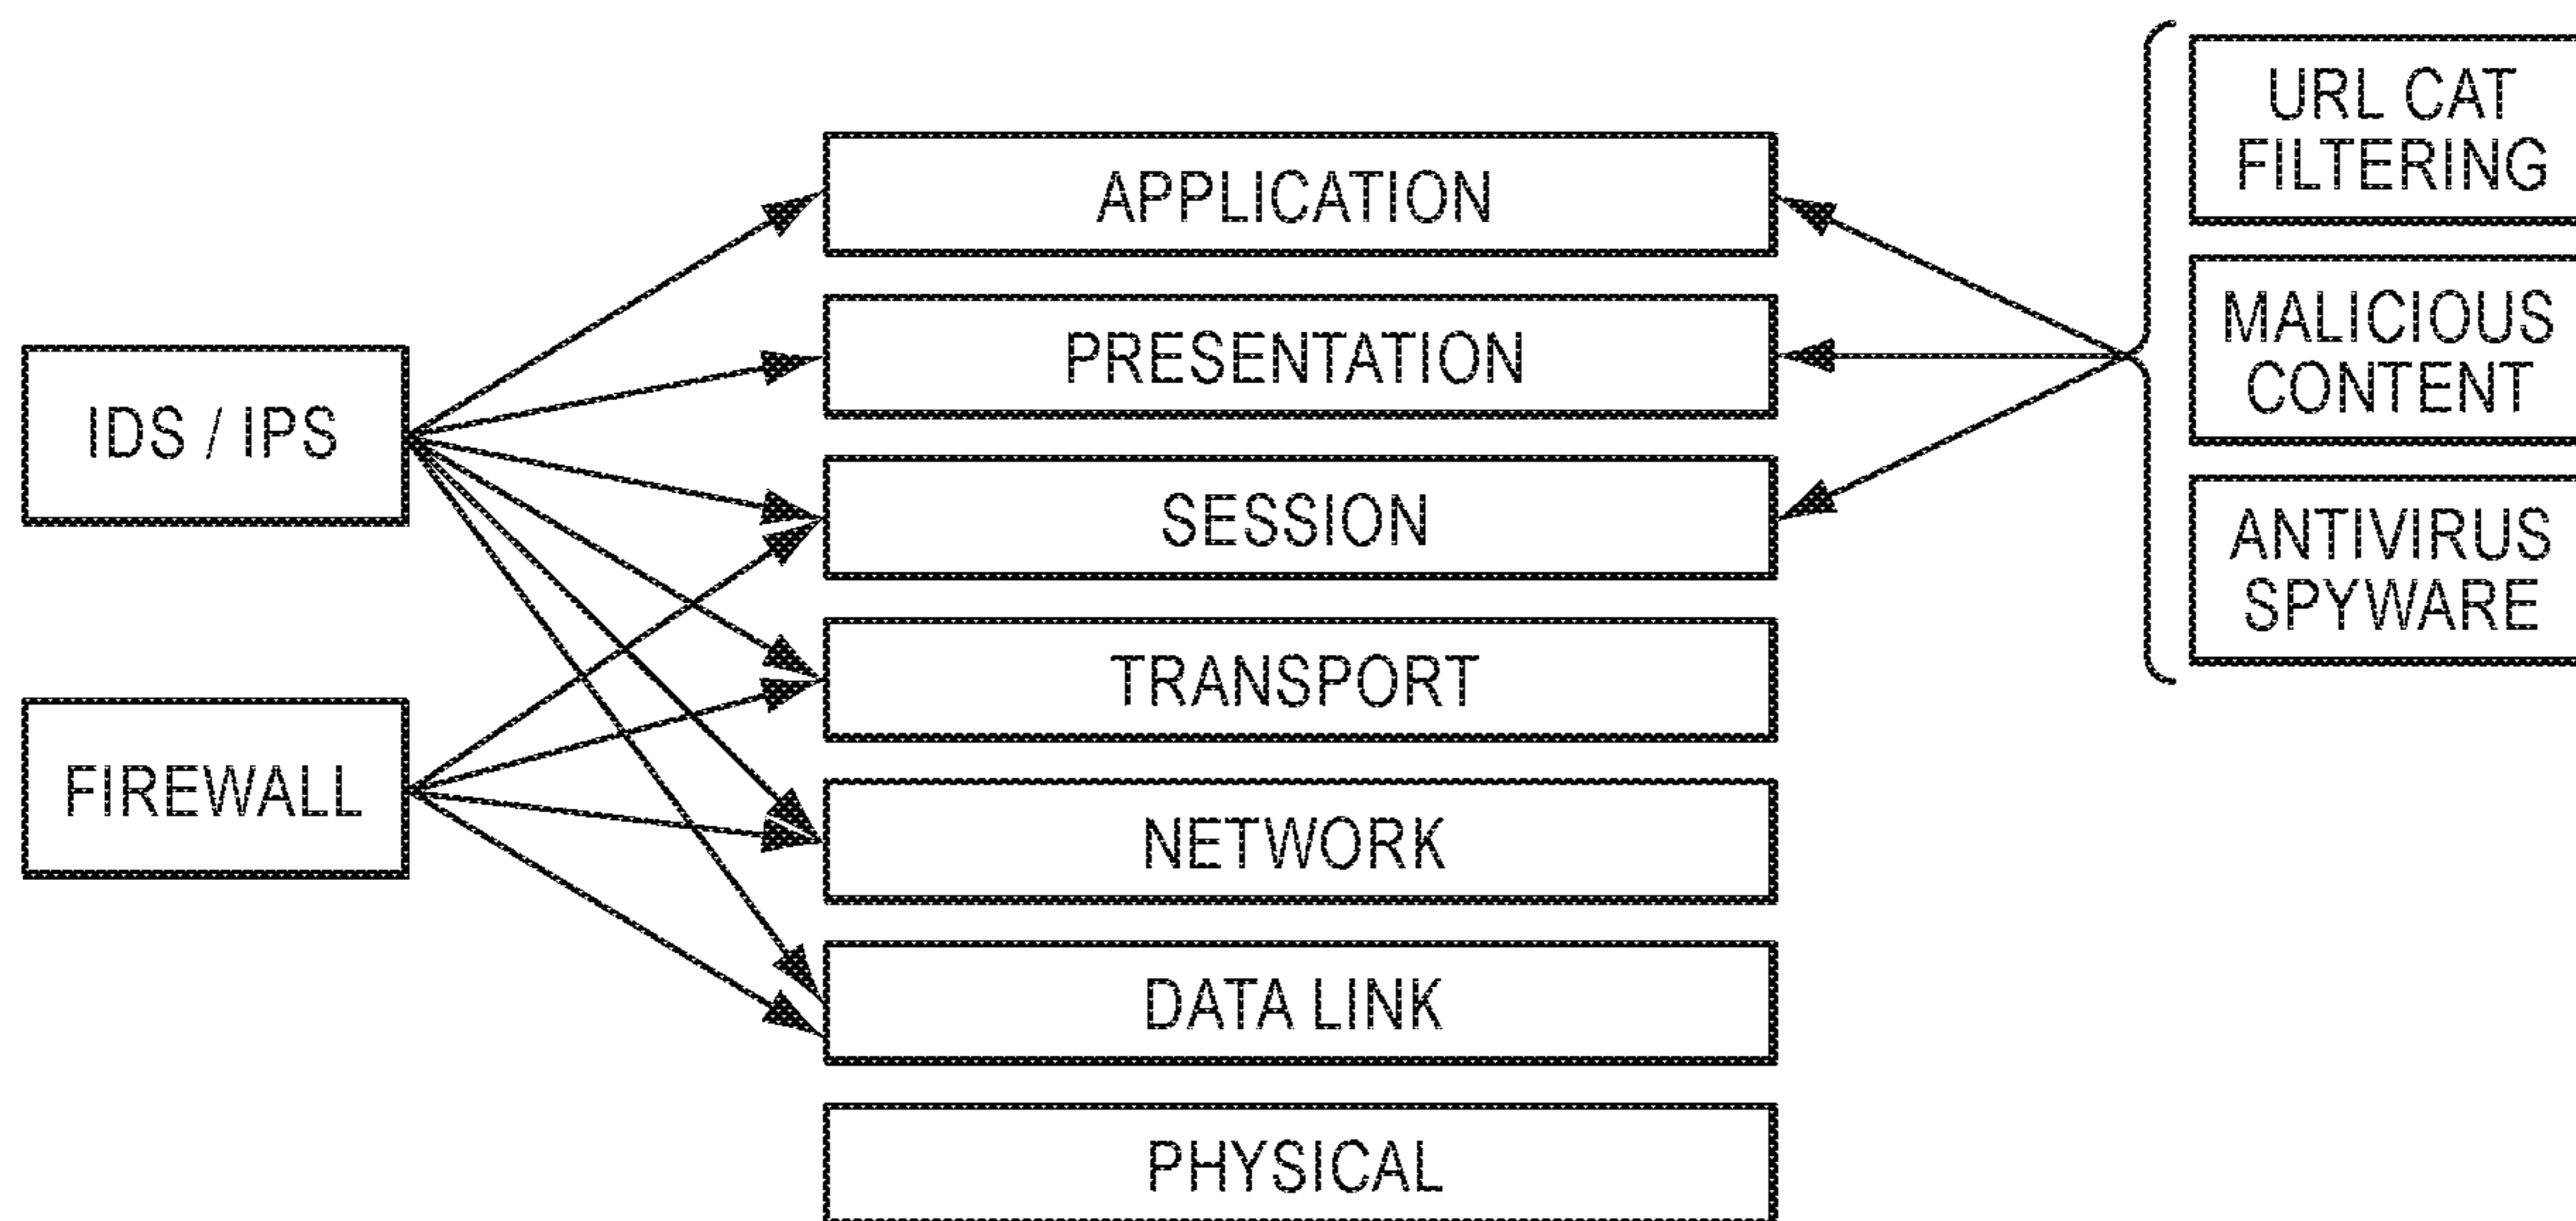 IDS / IPS
FIREWALL
APPLICATION
PRESENTATION
SESSION
TRANSPORT
NETWORK
DATA LINK
PHYSICAL
URL CAT
FILTERING
MALICIOUS
CONTENT
ANTIVIRUS
SPYWARE